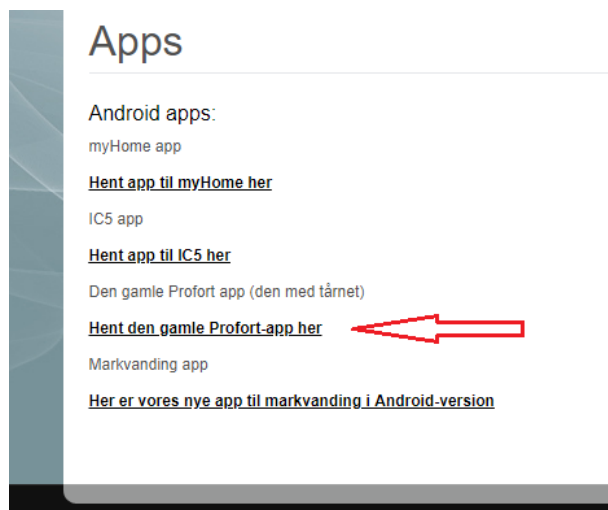 Apps
Android apps:
myHome app
Hent app til myHome her
IC5 app
Hent app til IC5 her
Den gamle Profort app (den med tårnet)
Hent den gamle Profort-app her
Markvanding app
Her er vores nye app til markvanding i Android-version